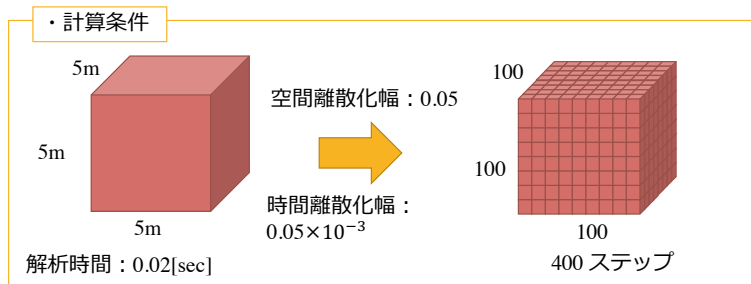 ・計算条件
5m
5m
5m
解析時間：0.02[sec]
空間離散化幅：0.05
時間離散化幅：
0.05×10⁻³
100
100
100
400 ステップ